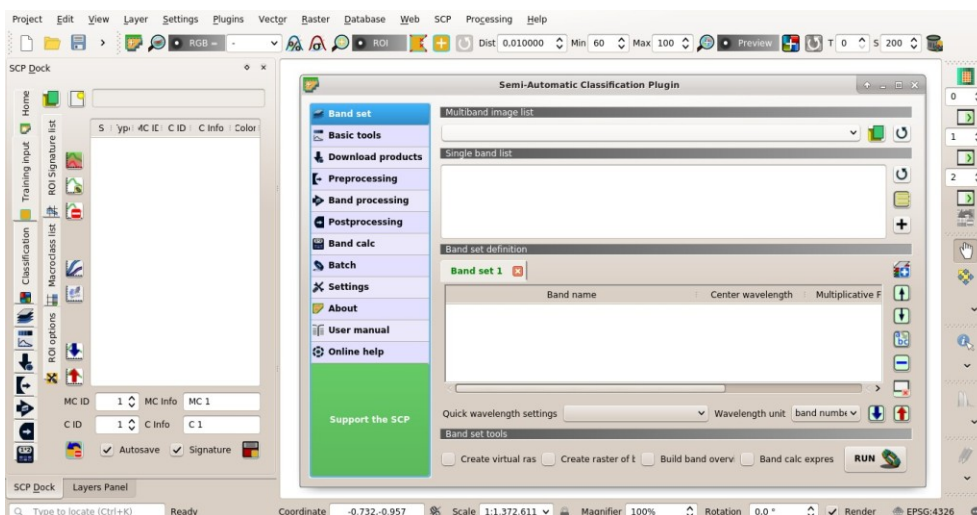 Project Edit View Layer Settings Plugins Vector Raster Database Web SCP Processing Help
RGB = - ROI Dist 0.010000 Min 60 Max 100 Preview T 0 S 200
SCP Dock
Semi-Automatic Classification Plugin
Home
Training input
Classification
ROI Signature list
Macroclass list
ROI options
S Typ MC ID C ID C Info Color
MC ID 1 MC Info MC 1
C ID 1 C Info C 1
Autosave Signature
SCP Dock Layers Panel
Band set
Basic tools
Download products
Preprocessing
Band processing
Postprocessing
Band calc
Batch
Settings
About
User manual
Online help
Support the SCP
Multiband image list
Single band list
Band set definition
Band set 1
Band name Center wavelength Multiplicative F
Quick wavelength settings Wavelength unit band numbe
Band set tools
Create virtual ras Create raster of b Build band overvi Band calc expres RUN
0
1
2
Type to locate (Ctrl+K) Ready Coordinate -0.732,-0.957 Scale 1:1.372.611 Magnifier 100% Rotation 0.0 ° Render EPSG:4326